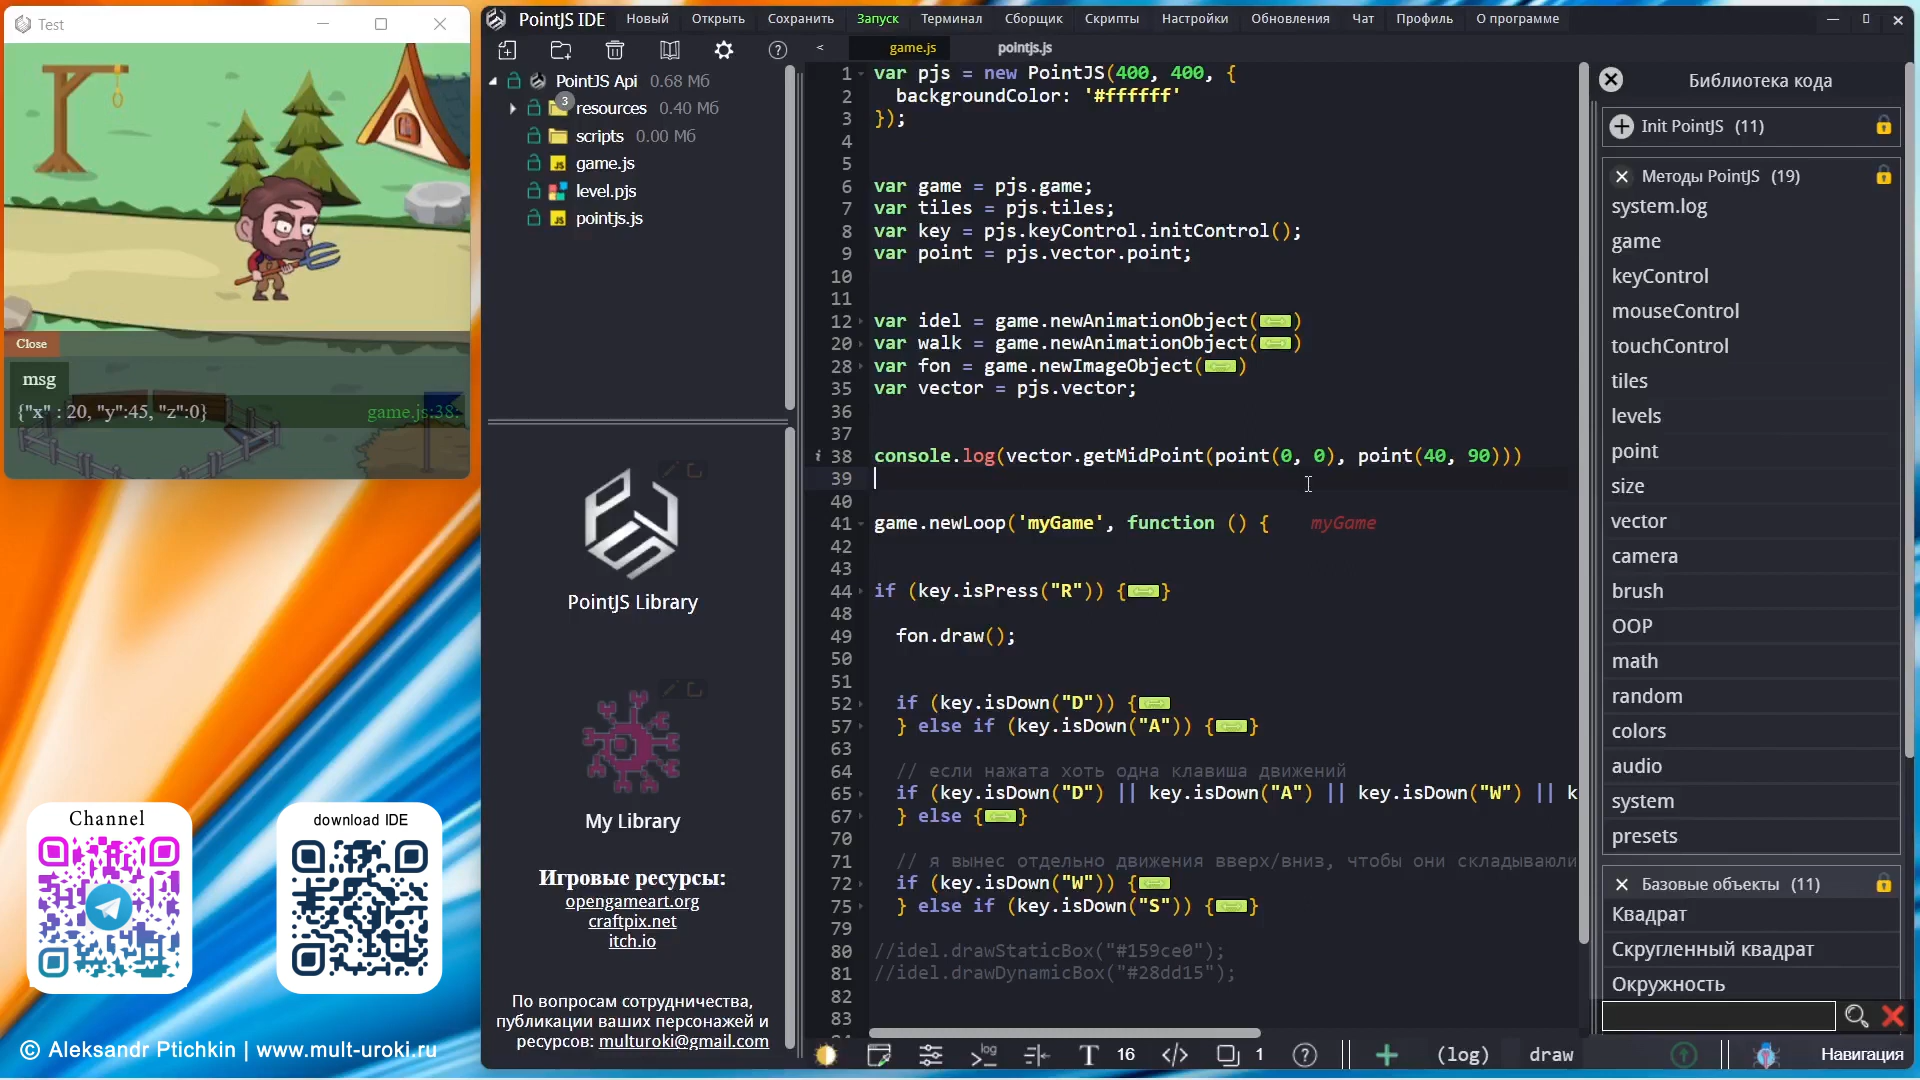 Test
Close
msg
{"x" : 20, "y":45, "z":0} game.js:38:
Channel
download IDE
© Aleksandr Ptichkin | www.mult-uroki.ru
PointJS IDE Новый Открыть Сохранить Запуск Терминал Сборщик Скрипты Настройки Обновления Чат Профиль О программе
PointJS Api 0.68 Мб
3
resources 0.40 Мб
scripts 0.00 Мб
game.js
level.pjs
pointjs.js
PointJS Library
My Library
Игровые ресурсы:
opengameart.org
craftpix.net
itch.io
По вопросам сотрудничества,
публикации ваших персонажей и
ресурсов: multuroki@gmail.com
< game.js pointjs.js
1 var pjs = new PointJS(400, 400, {
2 backgroundColor: '#ffffff'
3 });
4
5
6 var game = pjs.game;
7 var tiles = pjs.tiles;
8 var key = pjs.keyControl.initControl();
9 var point = pjs.vector.point;
10
11
12 var idel = game.newAnimationObject()
20 var walk = game.newAnimationObject()
28 var fon = game.newImageObject()
35 var vector = pjs.vector;
36
37
i 38 console.log(vector.getMidPoint(point(0, 0), point(40, 90)))
39
40
41 game.newLoop('myGame', function () { myGame
42
43
44 if (key.isPress("R")) {}
48
49 fon.draw();
50
51
52 if (key.isDown("D")) {
57 } else if (key.isDown("A")) {}
63
64 // если нажата хоть одна клавиша движений
65 if (key.isDown("D") || key.isDown("A") || key.isDown("W") || k
67 } else {}
70
71 // я вынес отдельно движения вверх/вниз, чтобы они складываюли
72 if (key.isDown("W")) {
75 } else if (key.isDown("S")) {}
79
80 //idel.drawStaticBox("#159ce0");
81 //idel.drawDynamicBox("#28dd15");
82
83
log T 16 </> 1 ? + (log) draw Навигация
Библиотека кода
Init PointJS (11)
Методы PointJS (19)
system.log
game
keyControl
mouseControl
touchControl
tiles
levels
point
size
vector
camera
brush
OOP
math
random
colors
audio
system
presets
Базовые объекты (11)
Квадрат
Скругленный квадрат
Окружность